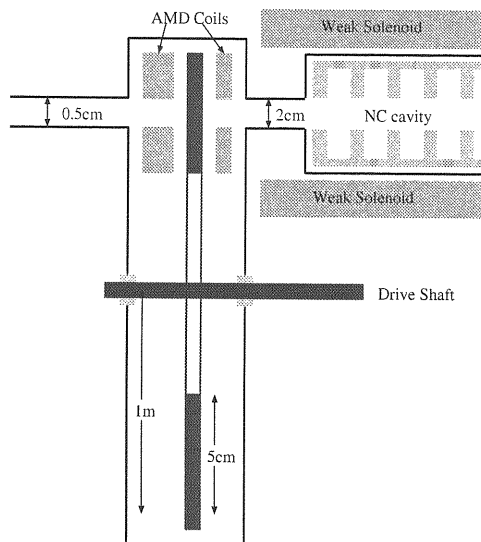 AMD Coils
Weak Solenoid
0.5cm
2cm
NC cavity
Weak Solenoid
Drive Shaft
1m
5cm